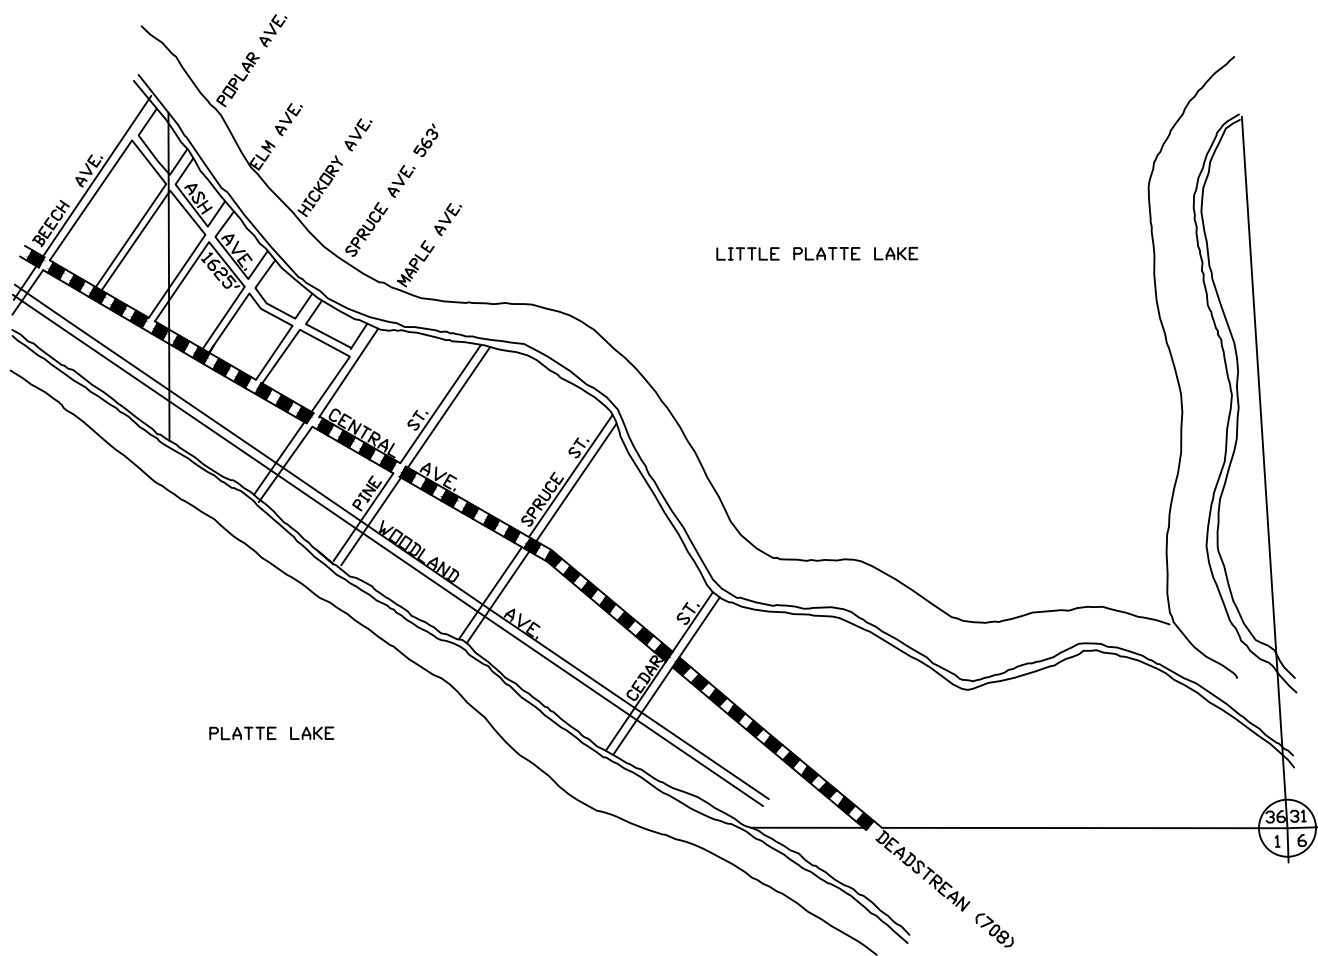 POPLAR AVE.
ELM AVE.
HICKORY AVE.
SPRUCE AVE. 563'
MAPLE AVE.
BEECH AVE.
ASH AVE.
1625'
LITTLE PLATTE LAKE
CENTRAL AVE.
PINE ST.
SPRUCE ST.
WOODLAND AVE.
CEDAR ST.
PLATTE LAKE
DEADSTREAN (708)
36 31
1 6